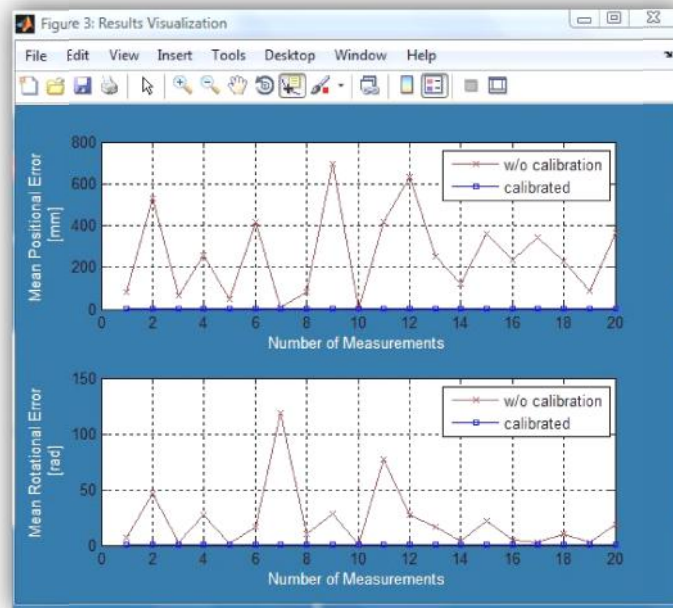 Figure 3: Results Visualization
File Edit View Insert Tools Desktop Window Help
800
600
400
200
0
Mean Positional Error
[mm]
w/o calibration
calibrated
0 2 4 6 8 10 12 14 16 18 20
Number of Measurements
150
100
50
0
Mean Rotational Error
[rad]
w/o calibration
calibrated
0 2 4 6 8 10 12 14 16 18 20
Number of Measurements